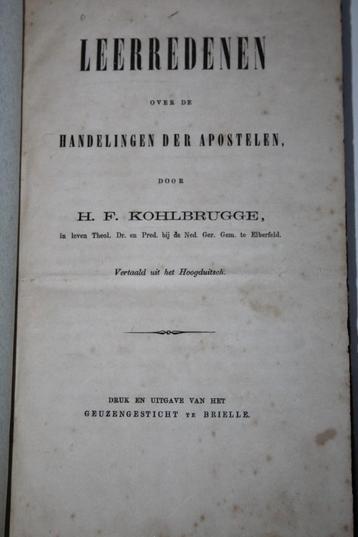 LEERREDENEN
OVER DE
HANDELINGEN DER APOSTELEN,
DOOR
H. F. KOHLBRUGGE,
in leven Theol. Dr. en Pred. bij de Ned. Ger. Gem. te Elberfeld.
Vertaald uit het Hoogduitsch.
DRUK EN UITGAVE VAN HET
GEUZENGESTICHT TE BRIELLE.